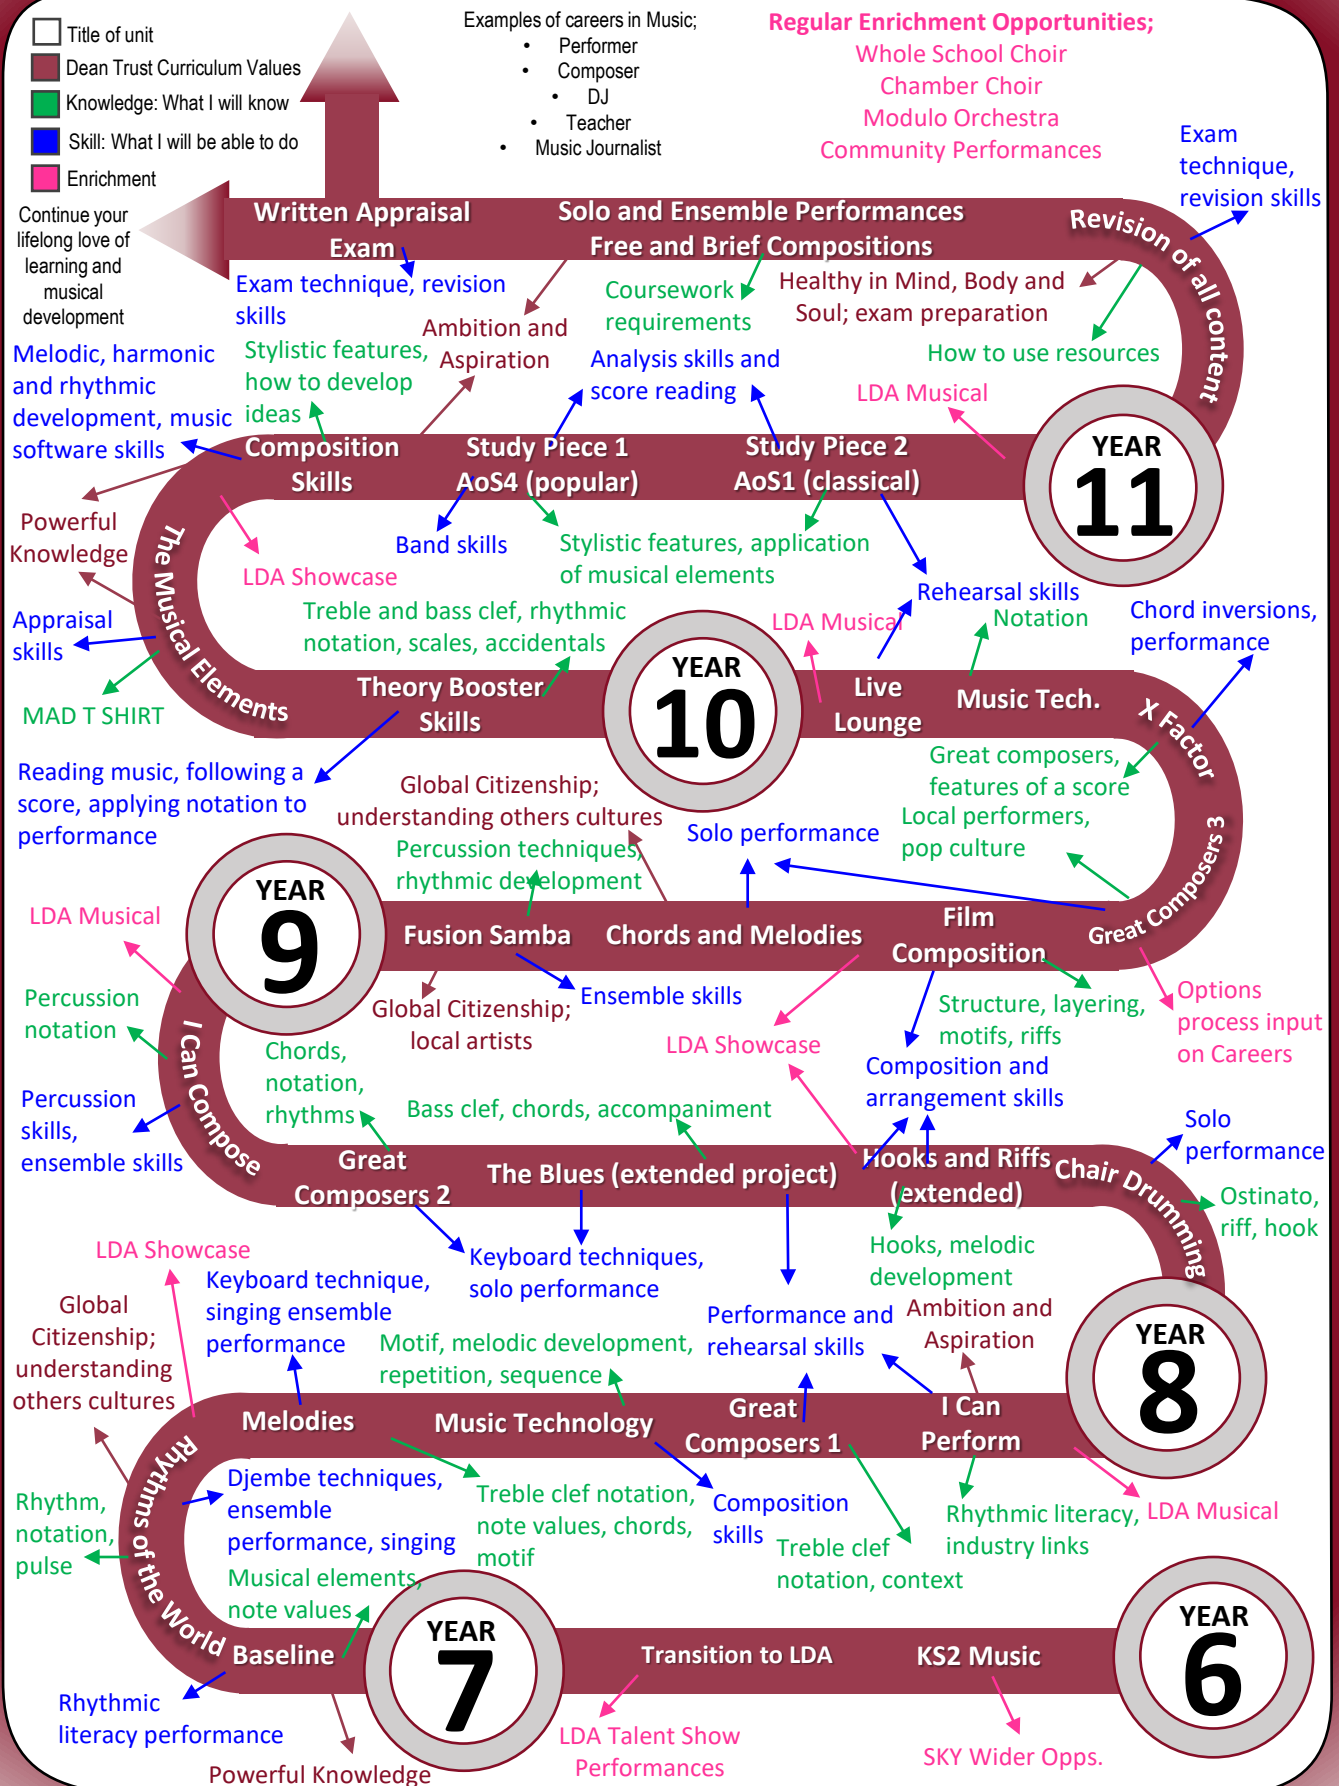 Title of unit
Dean Trust Curriculum Values
Knowledge: What I will know
Skill: What I will be able to do
Enrichment
Continue your
lifelong love of
learning and
musical
development
Examples of careers in Music;
• Performer
• Composer
• DJ
• Teacher
• Music Journalist
Regular Enrichment Opportunities;
Whole School Choir
Chamber Choir
Modulo Orchestra
Community Performances
Exam
technique,
revision skills
Written Appraisal
Exam
Solo and Ensemble Performances
Free and Brief Compositions
Revision of all content
Exam technique, revision
skills
Ambition and
Aspiration
Coursework
requirements
Healthy in Mind, Body and
Soul; exam preparation
How to use resources
Melodic, harmonic
and rhythmic
development, music
software skills
Stylistic features,
how to develop
ideas
Analysis skills and
score reading
LDA Musical
YEAR
11
Composition
Skills
Study Piece 1
AoS4 (popular)
Study Piece 2
AoS1 (classical)
Powerful
Knowledge
The Musical Elements
LDA Showcase
Band skills
Stylistic features, application
of musical elements
Rehearsal skills
Appraisal
skills
MAD T SHIRT
Treble and bass clef, rhythmic
notation, scales, accidentals
LDA Musical
Notation
Chord inversions,
performance
Theory Booster
Skills
YEAR
10
Live
Lounge
Music Tech.
X Factor
Reading music, following a
score, applying notation to
performance
Great composers,
features of a score
Local performers,
pop culture
Great Composers 3
Global Citizenship;
understanding others cultures
Percussion techniques,
rhythmic development
Solo performance
YEAR
9
Fusion Samba
Chords and Melodies
Film
Composition
LDA Musical
Percussion
notation
I Can Compose
Global Citizenship;
local artists
Ensemble skills
LDA Showcase
Structure, layering,
motifs, riffs
Options
process input
on Careers
Composition and
arrangement skills
Chords,
notation,
rhythms
Bass clef, chords, accompaniment
Percussion
skills,
ensemble skills
Solo
performance
Great
Composers 2
The Blues (extended project)
Hooks and Riffs
(extended)
Chair Drumming
Ostinato,
riff, hook
Keyboard techniques,
solo performance
Hooks, melodic
development
LDA Showcase
Global
Citizenship;
understanding
others cultures
Keyboard technique,
singing ensemble
performance
Motif, melodic development,
repetition, sequence
Performance and
rehearsal skills
Ambition and
Aspiration
YEAR
8
Melodies
Music Technology
Great
Composers 1
I Can
Perform
Rhythms of the World
Rhythm,
notation,
pulse
Djembe techniques,
ensemble
performance, singing
Treble clef notation,
note values, chords,
motif
Composition
skills
Treble clef
notation, context
Rhythmic literacy,
industry links
LDA Musical
Musical elements,
note values
Baseline
YEAR
7
Transition to LDA
KS2 Music
YEAR
6
Rhythmic
literacy performance
Powerful Knowledge
LDA Talent Show
Performances
SKY Wider Opps.